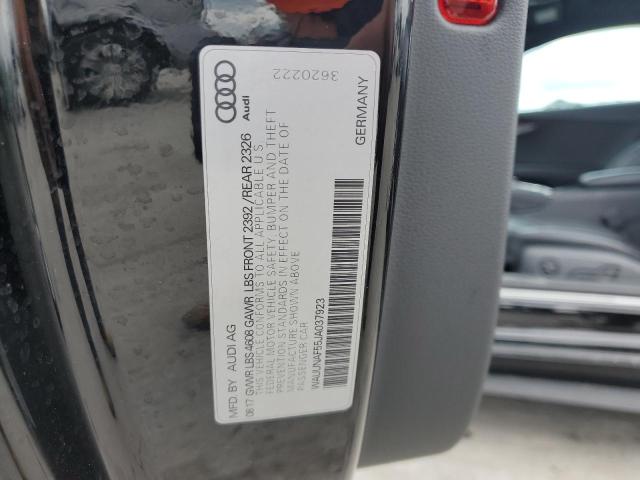 MFD. BY AUDI AG
08.17 GVWR LBS 4608 GAWR LBS FRONT 2392 / REAR 2326
THIS VEHICLE CONFORMS TO ALL APPLICABLE U S
FEDERAL MOTOR VEHICLE SAFETY, BUMPER AND THEFT
PREVENTION STANDARDS IN EFFECT ON THE DATE OF
MANUFACTURE SHOWN ABOVE
PASSENGER CAR
WAUUNAF55JA037923
Audi
3620222
GERMANY